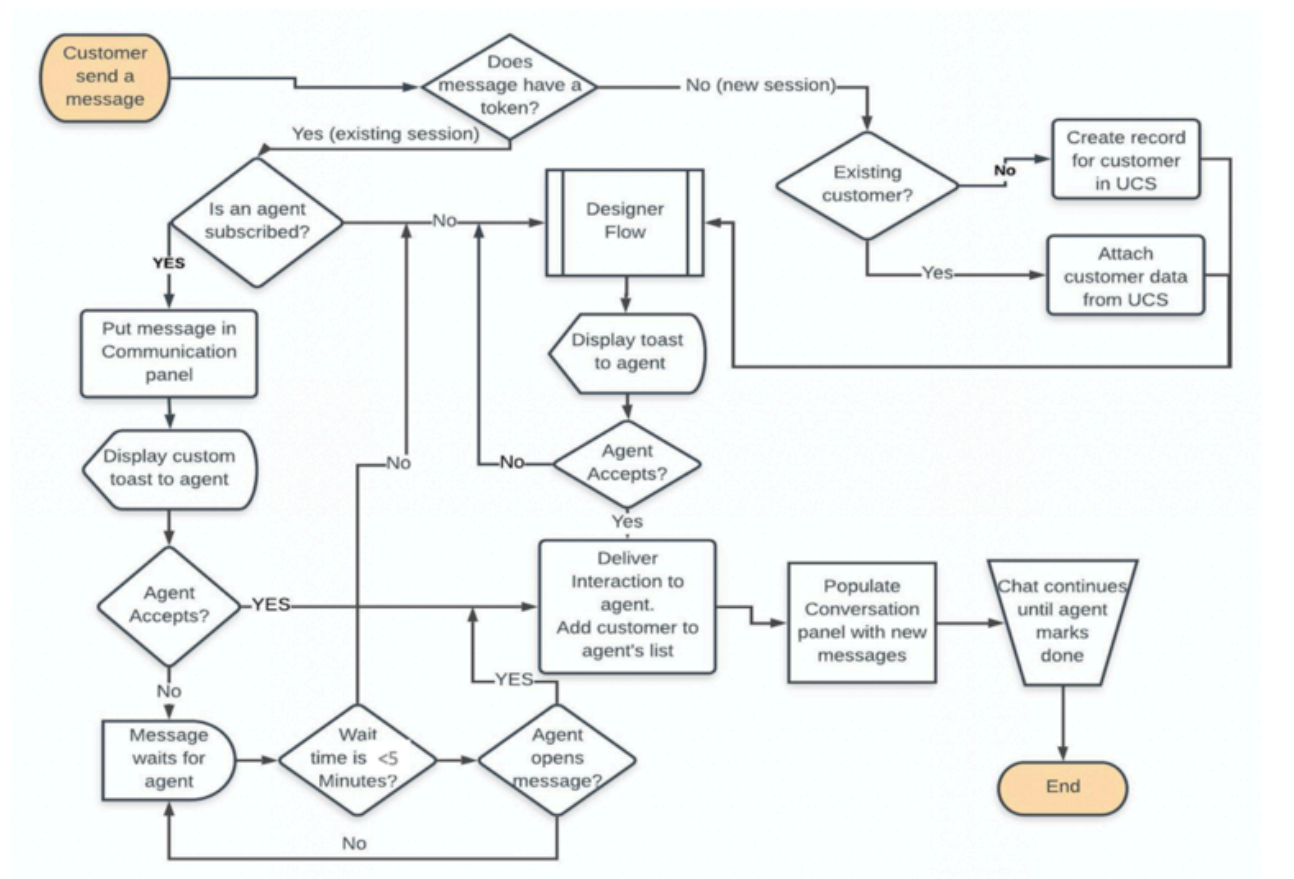 Customer
send a
message
Does
message have a
token?
No (new session)
Yes (existing session)
Existing
customer?
No
Create record
for customer
in UCS
Yes
Attach
customer data
from UCS
Is an agent
subscribed?
No
Designer
Flow
YES
Put message in
Communication
panel
Display toast
to agent
Display custom
toast to agent
Agent
Accepts?
No
No
Yes
Agent
Accepts?
YES
Deliver
Interaction to
agent.
Add customer to
agent's list
Populate
Conversation
panel with new
messages
Chat continues
until agent
marks
done
No
Message
waits for
agent
Wait
time is <5
Minutes?
YES
Agent
opens
message?
No
End